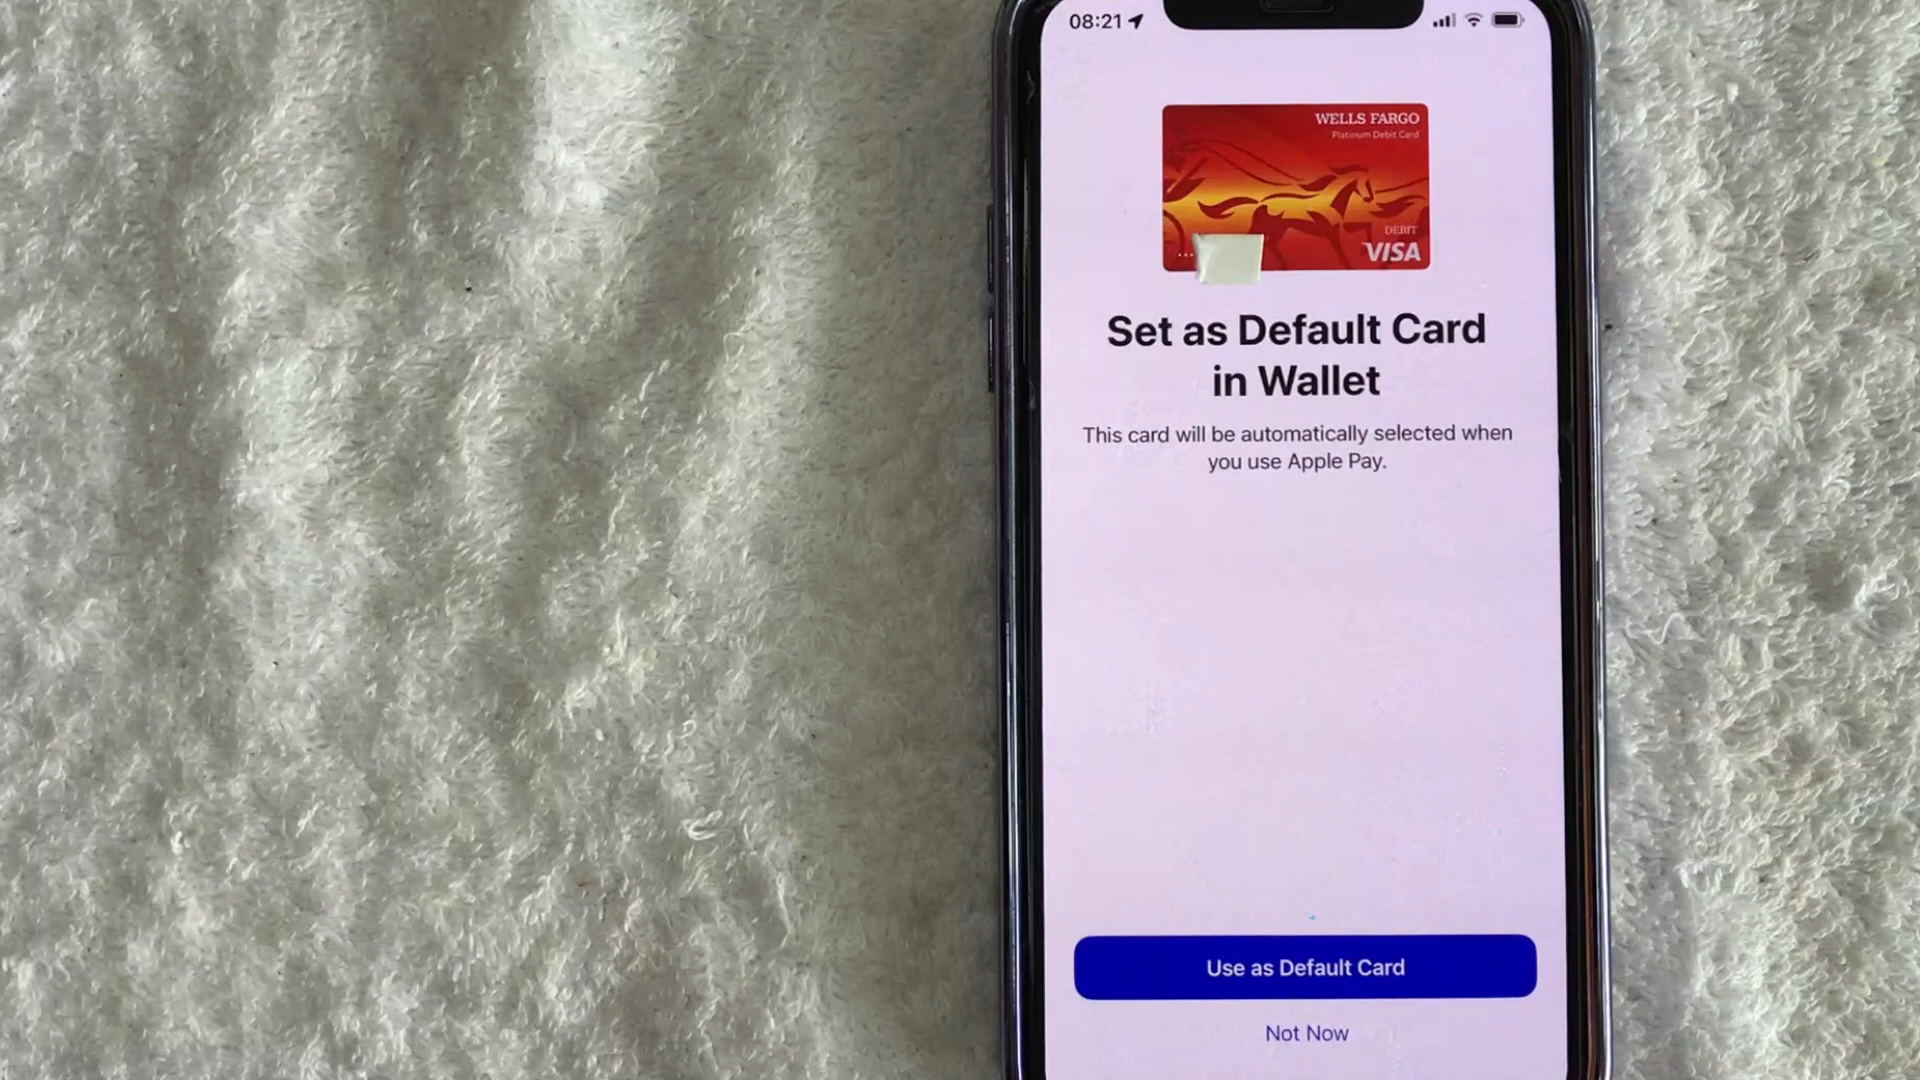 08:21
WELLS FARGO
Platinum Debit Card
DEBIT
VISA
Set as Default Card
in Wallet
This card will be automatically selected when
you use Apple Pay.
Use as Default Card
Not Now